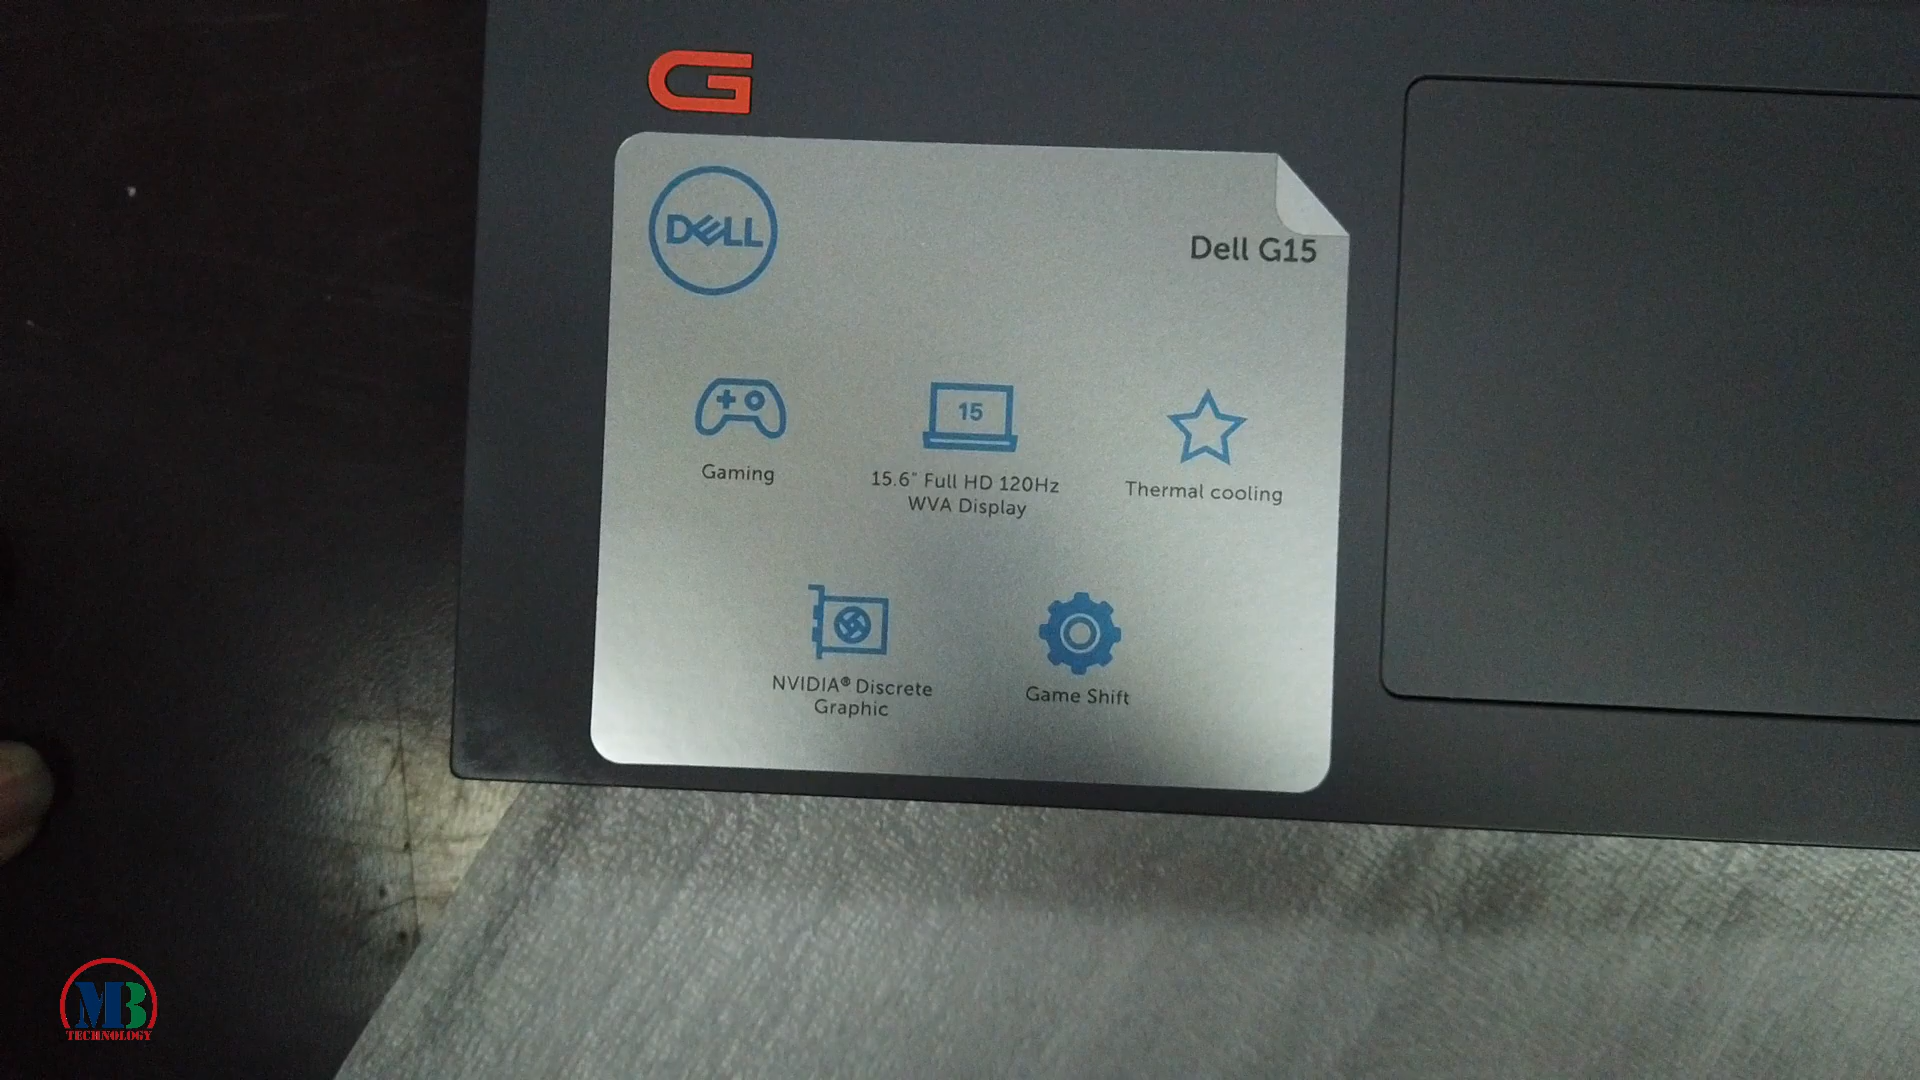 G
DELL
Dell G15
15
Gaming
15.6" Full HD 120Hz
WVA Display
Thermal cooling
NVIDIA® Discrete
Graphic
Game Shift
MB
TECHNOLOGY